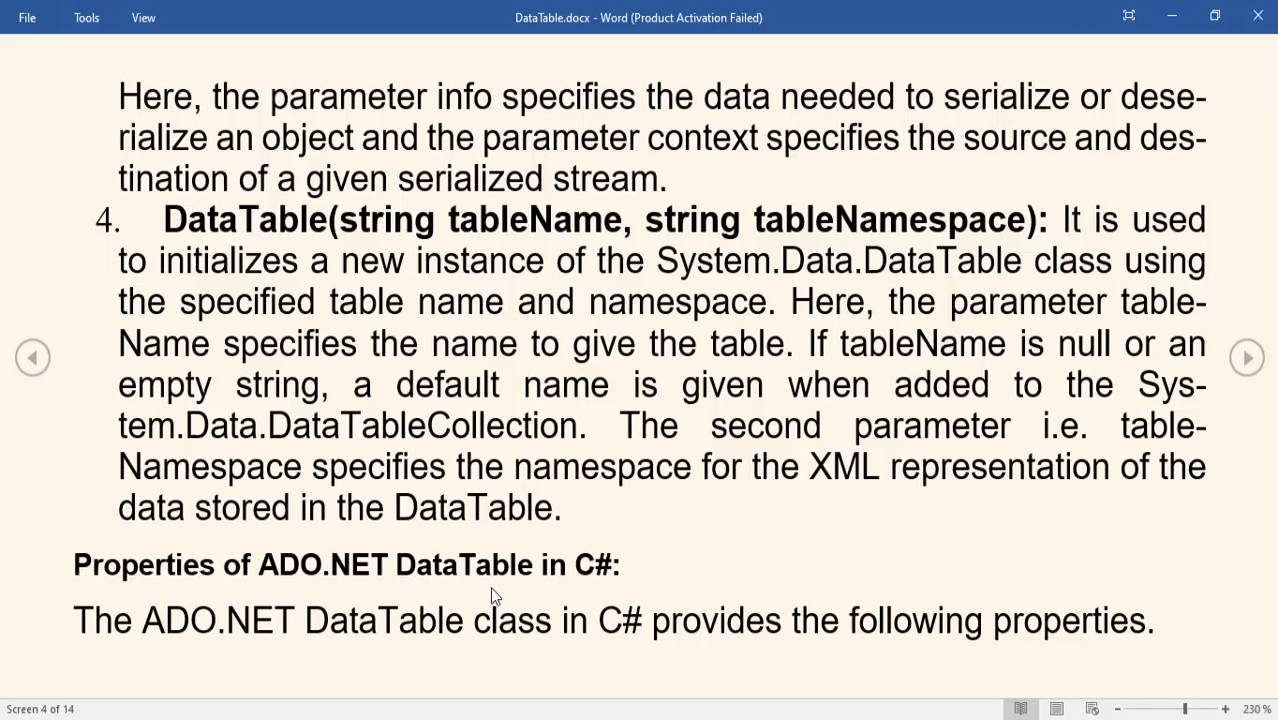 File Tools View DataTable.docx - Word (Product Activation Failed)
Here, the parameter info specifies the data needed to serialize or dese-
rialize an object and the parameter context specifies the source and des-
tination of a given serialized stream.
4. DataTable(string tableName, string tableNamespace): It is used
to initializes a new instance of the System.Data.DataTable class using
the specified table name and namespace. Here, the parameter table-
Name specifies the name to give the table. If tableName is null or an
empty string, a default name is given when added to the Sys-
tem.Data.DataTableCollection. The second parameter i.e. table-
Namespace specifies the namespace for the XML representation of the
data stored in the DataTable.
Properties of ADO.NET DataTable in C#:
The ADO.NET DataTable class in C# provides the following properties.
Screen 4 of 14 230 %